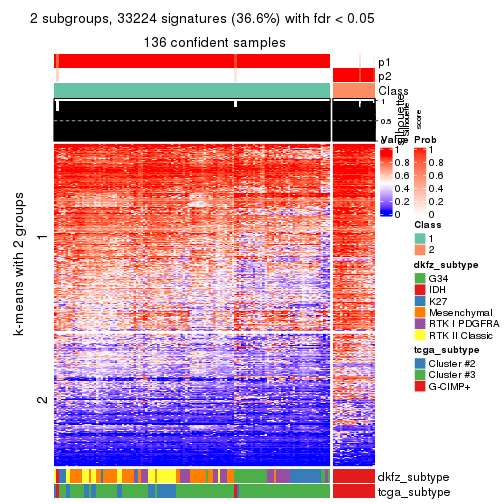 2 subgroups, 33224 signatures (36.6%) with fdr < 0.05
136 confident samples
p1
p2
Class
1
0.5
0
silhouette
Silhouette
score
k-means with 2 groups
1
2
Value
1
0.8
0.6
0.4
0.2
0
Prob
1
0.8
0.6
0.4
0.2
0
Class
1
2
dkfz_subtype
G34
IDH
K27
Mesenchymal
RTK I PDGFRA
RTK II Classic
tcga_subtype
Cluster #2
Cluster #3
G-CIMP+
dkfz_subtype
tcga_subtype